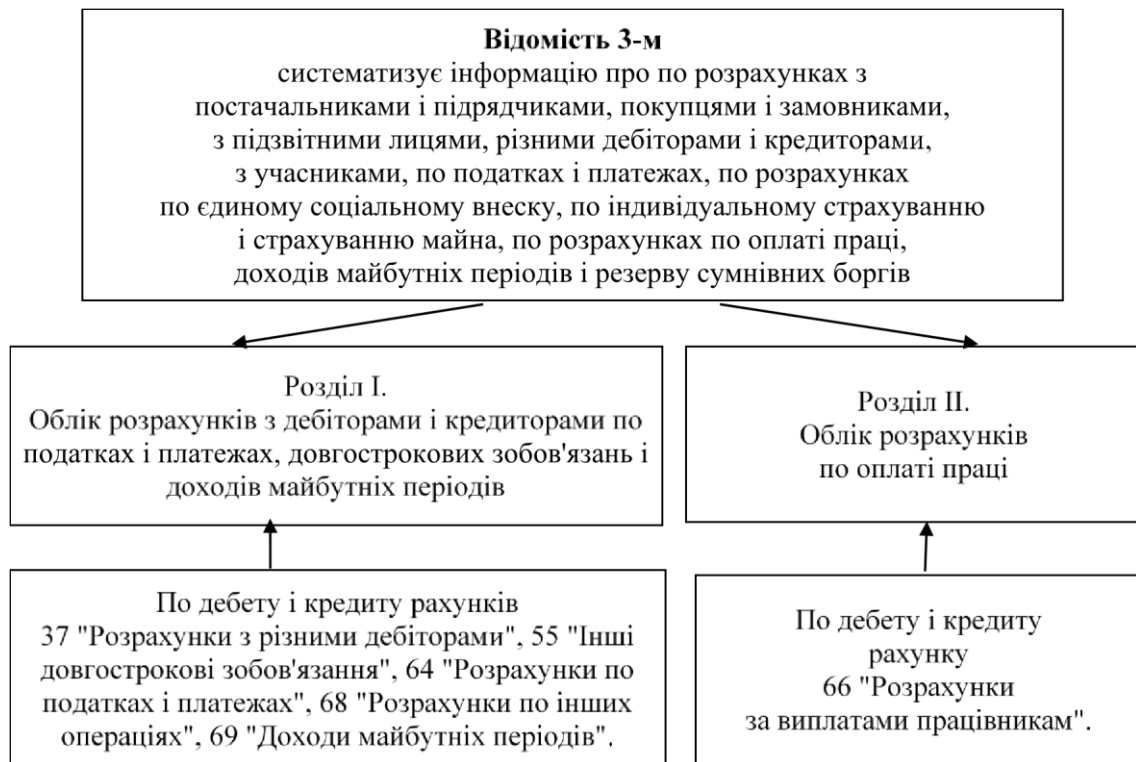 Відомість 3-м
систематизує інформацію про по розрахунках з
постачальниками і підрядчиками, покупцями і замовниками,
з підзвітними лицями, різними дебіторами і кредиторами,
з учасниками, по податках і платежах, по розрахунках
по єдиному соціальному внеску, по індивідуальному страхуванню
і страхуванню майна, по розрахунках по оплаті праці,
доходів майбутніх періодів і резерву сумнівних боргів
Розділ I.
Облік розрахунків з дебіторами і кредиторами по
податках і платежах, довгострокових зобов'язань і
доходів майбутніх періодів
Розділ II.
Облік розрахунків
по оплаті праці
По дебету і кредиту рахунків
37 "Розрахунки з різними дебіторами", 55 "Інші
довгострокові зобов'язання", 64 "Розрахунки по
податках і платежах", 68 "Розрахунки по інших
операціях", 69 "Доходи майбутніх періодів".
По дебету і кредиту
рахунку
66 "Розрахунки
за виплатами працівникам".